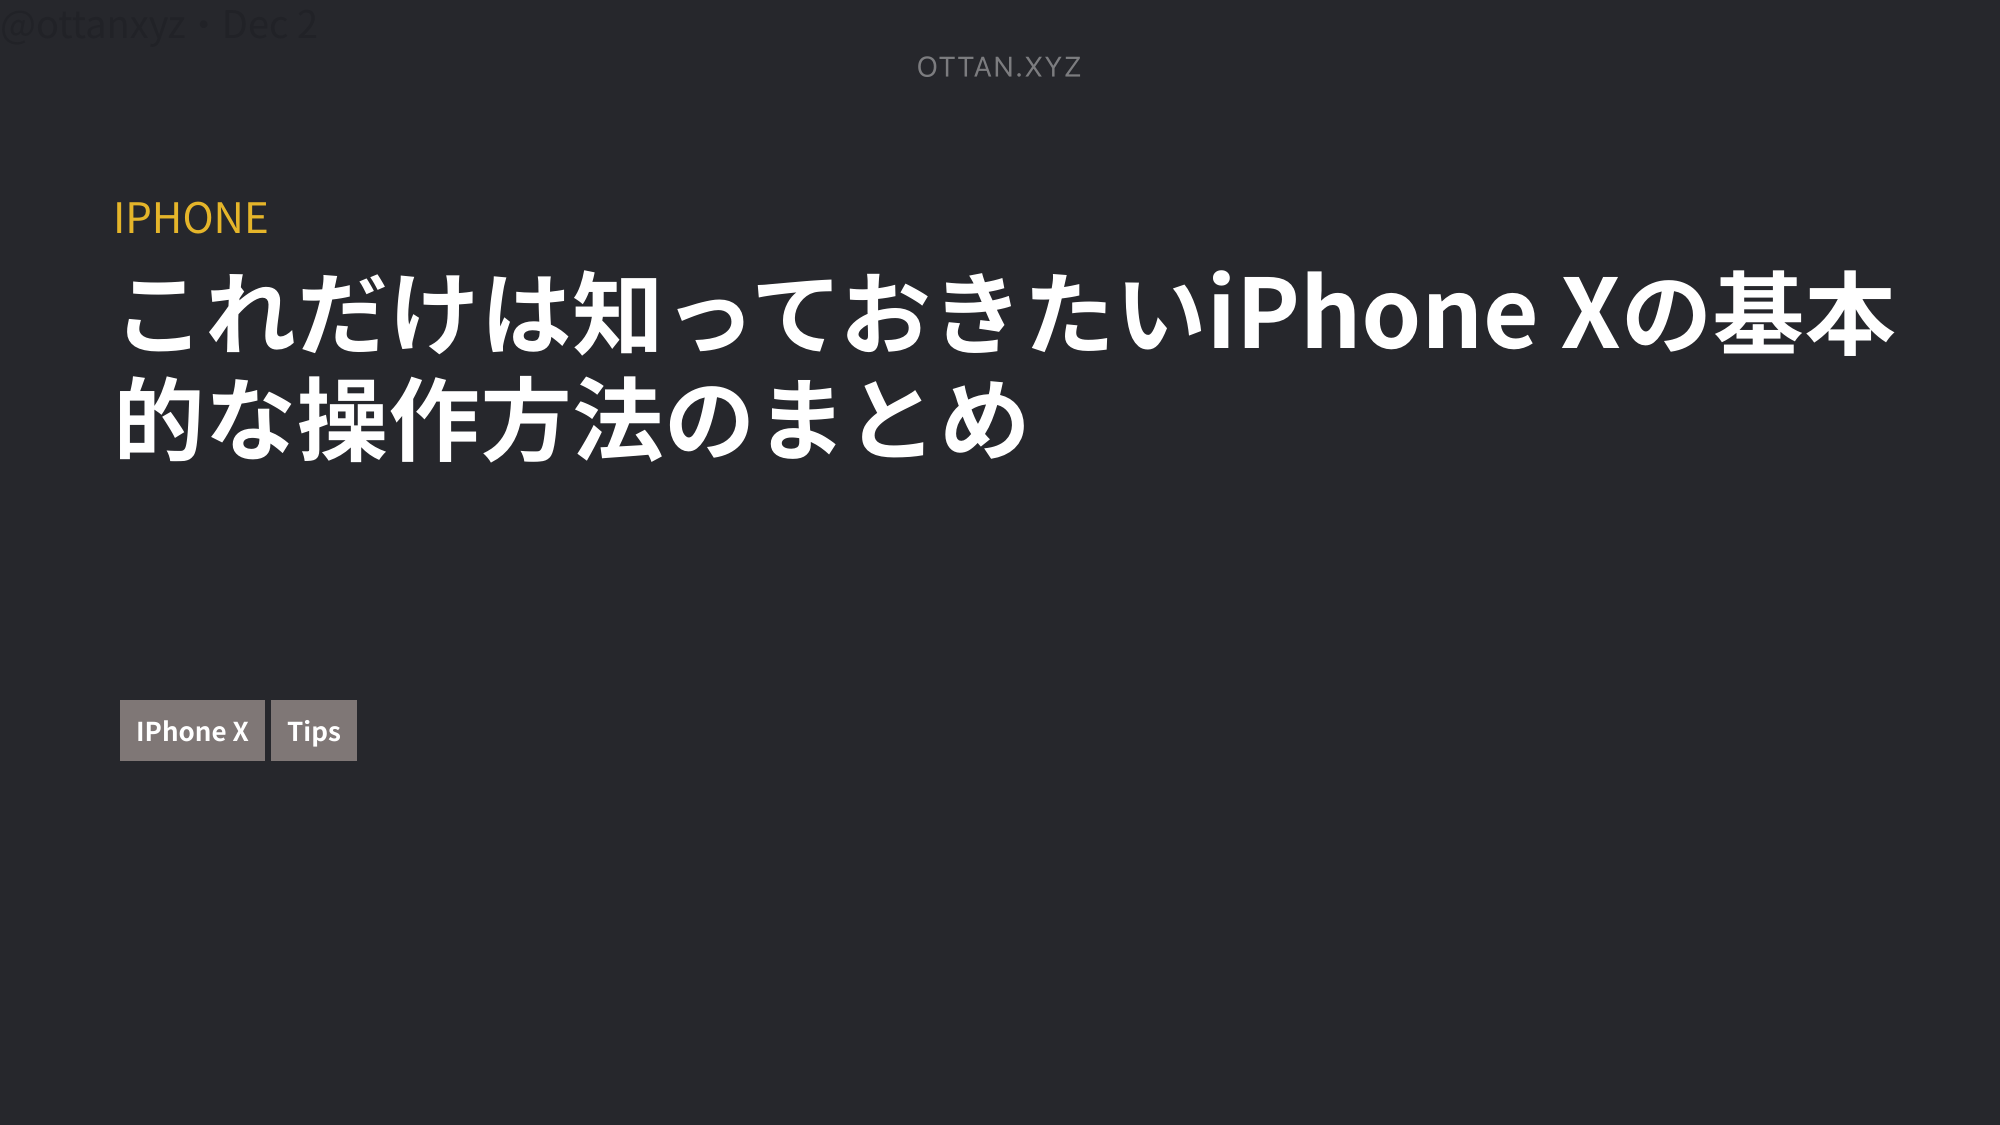 @ottanxyz・Dec 2
OTTAN.XYZ
IPHONE
これだけは知っておきたいiPhone Xの基本
的な操作方法のまとめ
IPhone X
Tips